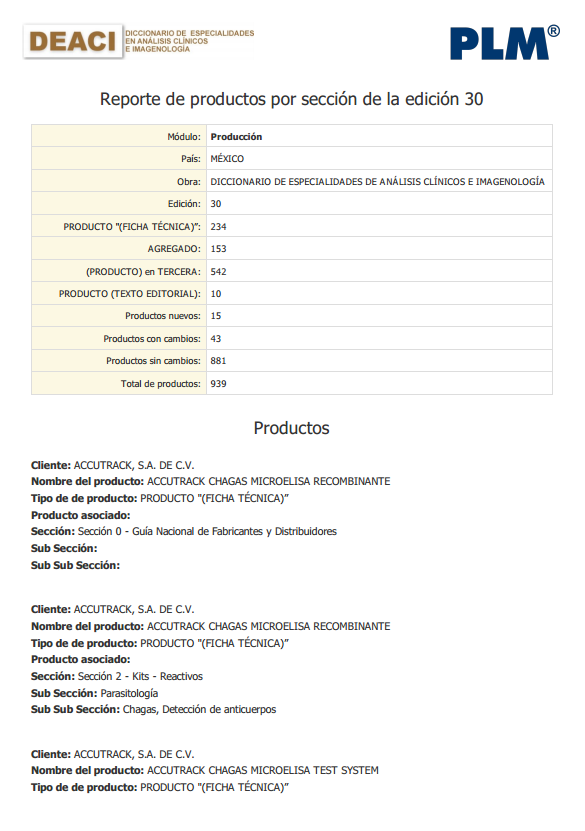 DEACI
DICCIONARIO DE ESPECIALIDADES
EN ANÁLISIS CLÍNICOS
E IMAGENOLOGÍA
PLM®
Reporte de productos por sección de la edición 30
Módulo: Producción
País: MÉXICO
Obra: DICCIONARIO DE ESPECIALIDADES DE ANÁLISIS CLÍNICOS E IMAGENOLOGÍA
Edición: 30
PRODUCTO "(FICHA TÉCNICA)”: 234
AGREGADO: 153
(PRODUCTO) en TERCERA: 542
PRODUCTO (TEXTO EDITORIAL): 10
Productos nuevos: 15
Productos con cambios: 43
Productos sin cambios: 881
Total de productos: 939
Productos
Cliente: ACCUTRACK, S.A. DE C.V.
Nombre del producto: ACCUTRACK CHAGAS MICROELISA RECOMBINANTE
Tipo de de producto: PRODUCTO "(FICHA TÉCNICA)”
Producto asociado:
Sección: Sección 0 - Guía Nacional de Fabricantes y Distribuidores
Sub Sección:
Sub Sub Sección:
Cliente: ACCUTRACK, S.A. DE C.V.
Nombre del producto: ACCUTRACK CHAGAS MICROELISA RECOMBINANTE
Tipo de de producto: PRODUCTO "(FICHA TÉCNICA)”
Producto asociado:
Sección: Sección 2 - Kits - Reactivos
Sub Sección: Parasitología
Sub Sub Sección: Chagas, Detección de anticuerpos
Cliente: ACCUTRACK, S.A. DE C.V.
Nombre del producto: ACCUTRACK CHAGAS MICROELISA TEST SYSTEM
Tipo de de producto: PRODUCTO "(FICHA TÉCNICA)”